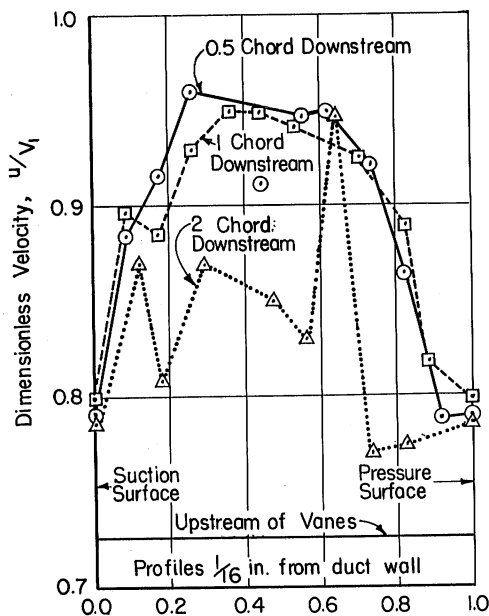 1.0
0.5 Chord Downstream
1 Chord
Downstream
0.9
2 Chord
Downstream
Dimensionless Velocity, u/V₁
0.8
Suction
Surface
Pressure
Surface
Upstream of Vanes
Profiles 1/16 in. from duct wall
0.7
0.0 0.2 0.4 0.6 0.8 1.0